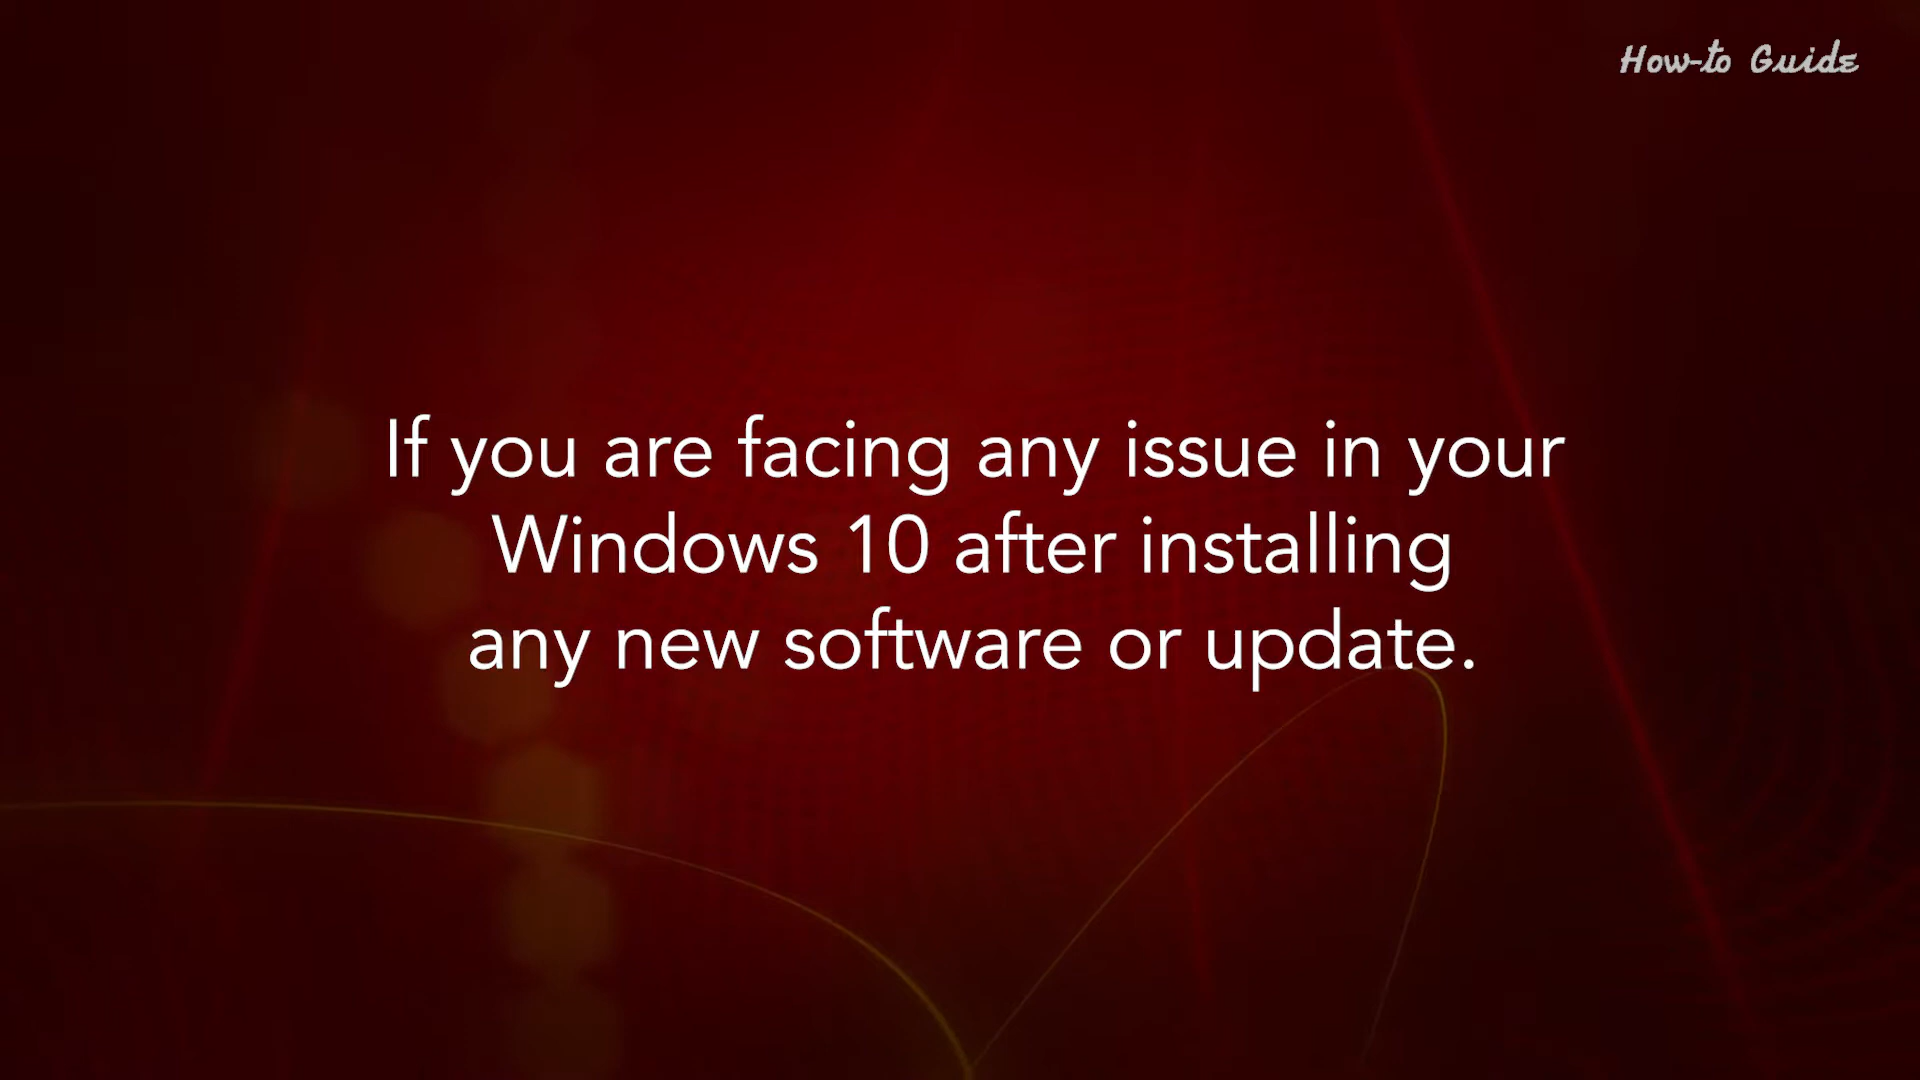 How-to Guide
If you are facing any issue in your
Windows 10 after installing
any new software or update.